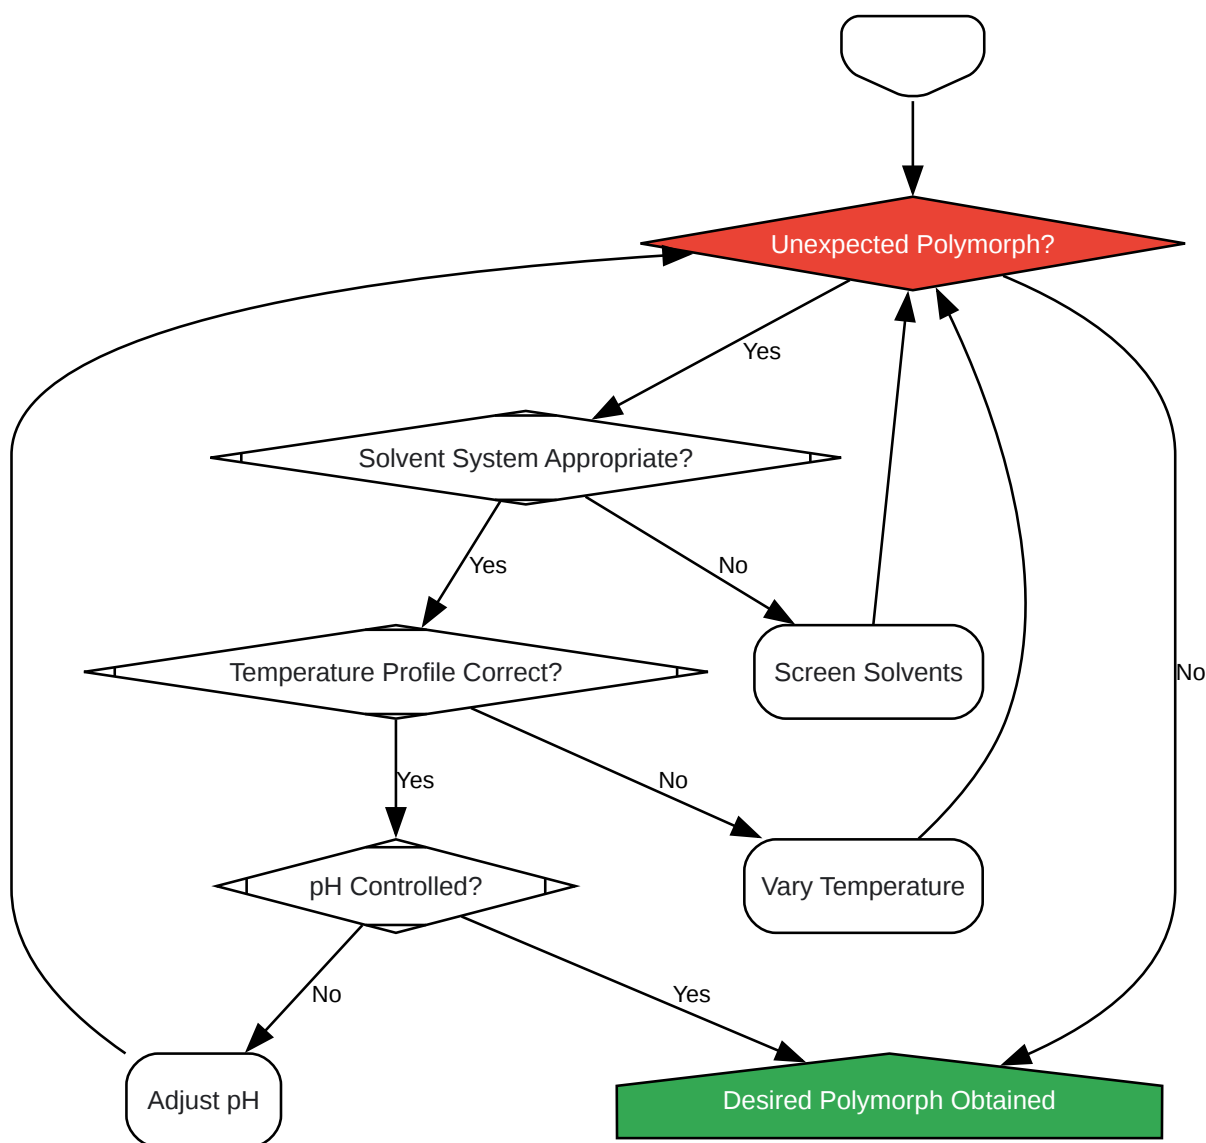 Unexpected Polymorph?
Yes
Solvent System Appropriate?
Yes
No
Temperature Profile Correct?
Screen Solvents
No
Yes
No
pH Controlled?
Vary Temperature
No
Yes
Adjust pH
Desired Polymorph Obtained